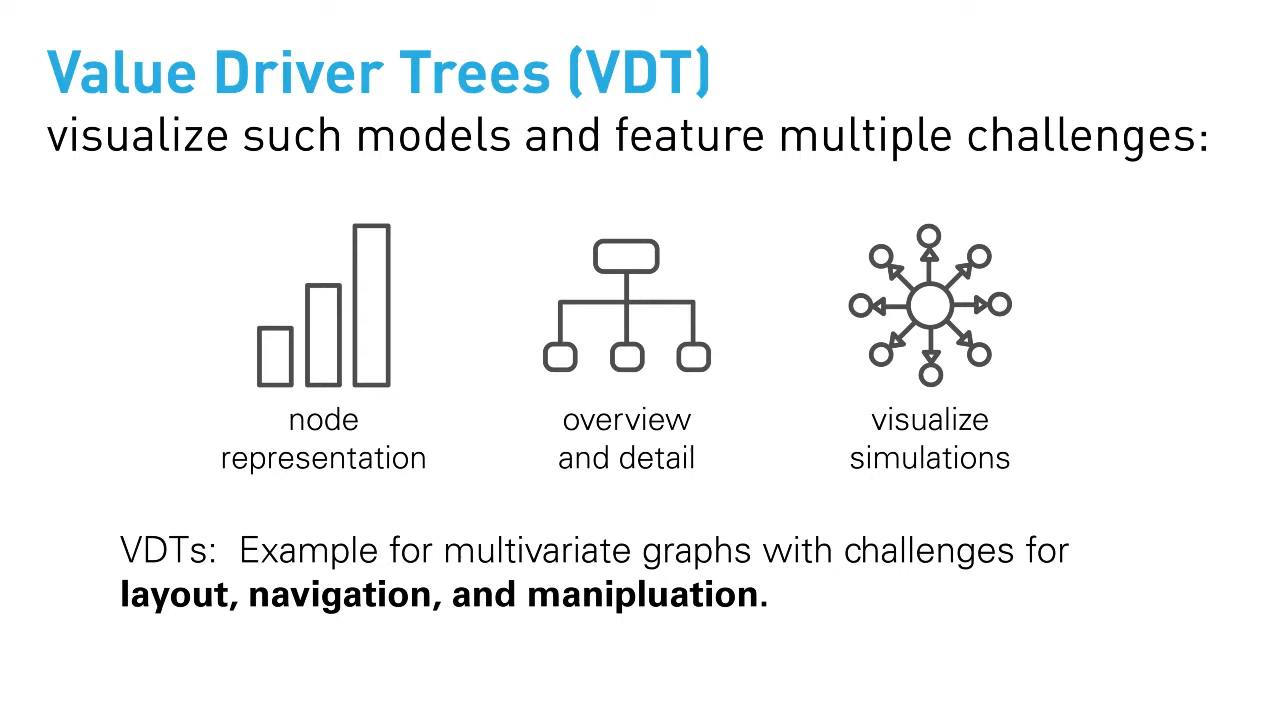 Value Driver Trees (VDT)
visualize such models and feature multiple challenges:
node
representation
overview
and detail
visualize
simulations
VDTs: Example for multivariate graphs with challenges for
layout, navigation, and manipluation.